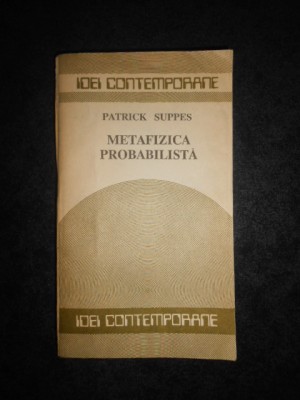 IDEI CONTEMPORANE
PATRICK SUPPES
METAFIZICA
PROBABILISTĂ
IDEI CONTEMPORANE